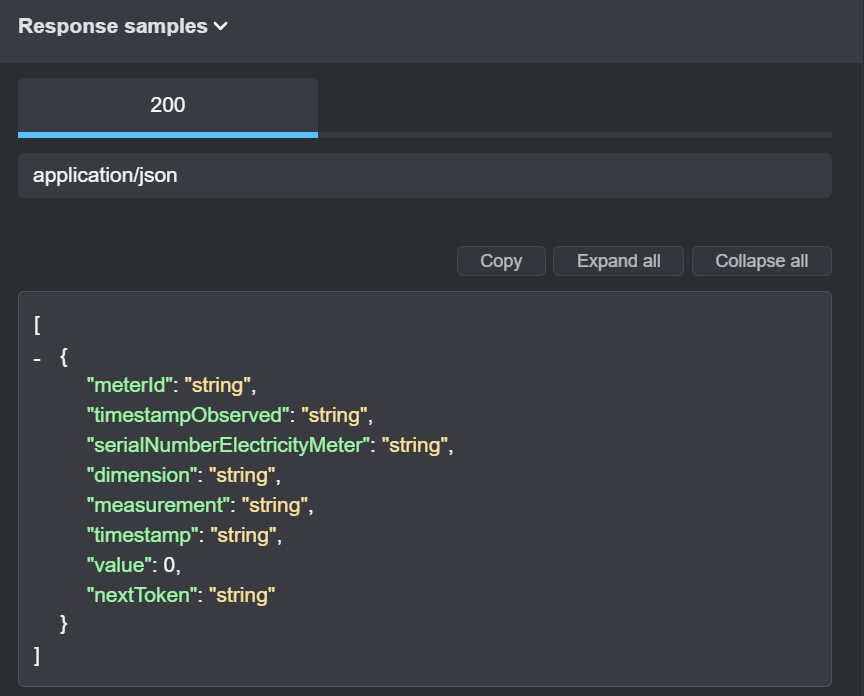 Response samples
200
application/json
Copy Expand all Collapse all
[
- {
"meterId": "string",
"timestampObserved": "string",
"serialNumberElectricityMeter": "string",
"dimension": "string",
"measurement": "string",
"timestamp": "string",
"value": 0,
"nextToken": "string"
}
]